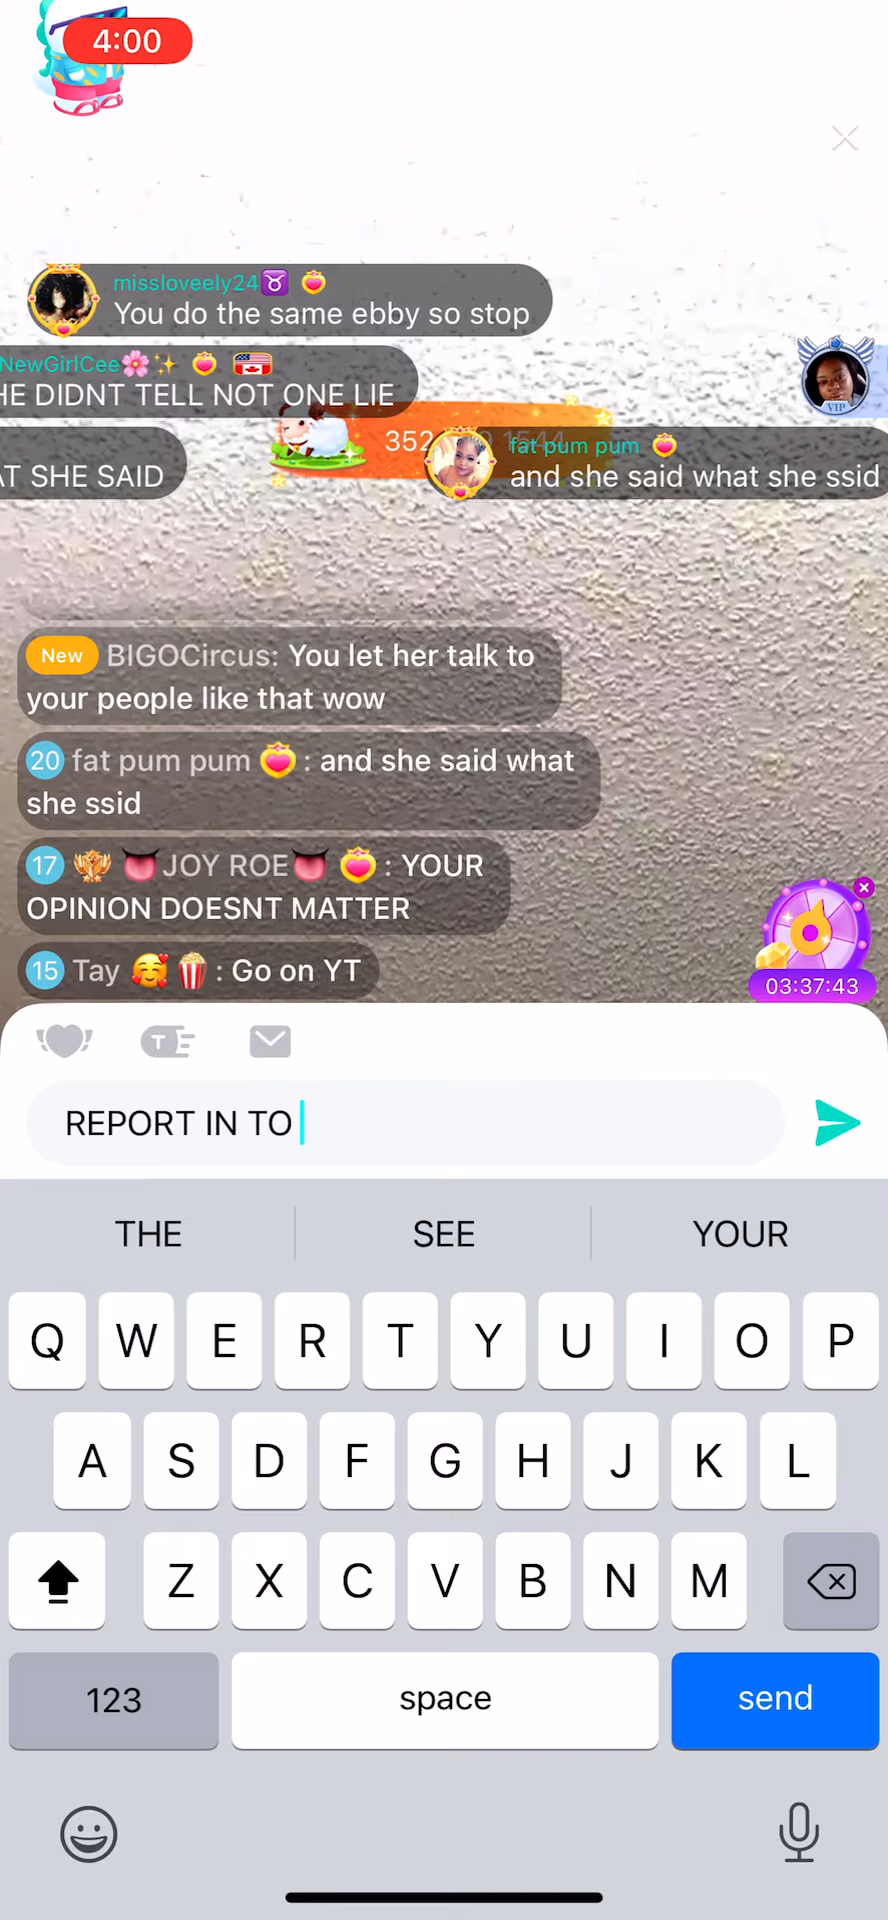 4:00
missloveely24♉
You do the same ebby so stop
NewGirlCee🌸✨
HE DIDNT TELL NOT ONE LIE
VIP
352
1544
fat pum pum
AT SHE SAID
and she said what she ssid
New BIGOCircus: You let her talk to
your people like that wow
20 fat pum pum : and she said what
she ssid
17 👅JOY ROE👅 : YOUR
OPINION DOESNT MATTER
15 Tay 🥰🍿 : Go on YT
03:37:43
REPORT IN TO
THE SEE YOUR
Q W E R T Y U I O P
A S D F G H J K L
Z X C V B N M
123 space send